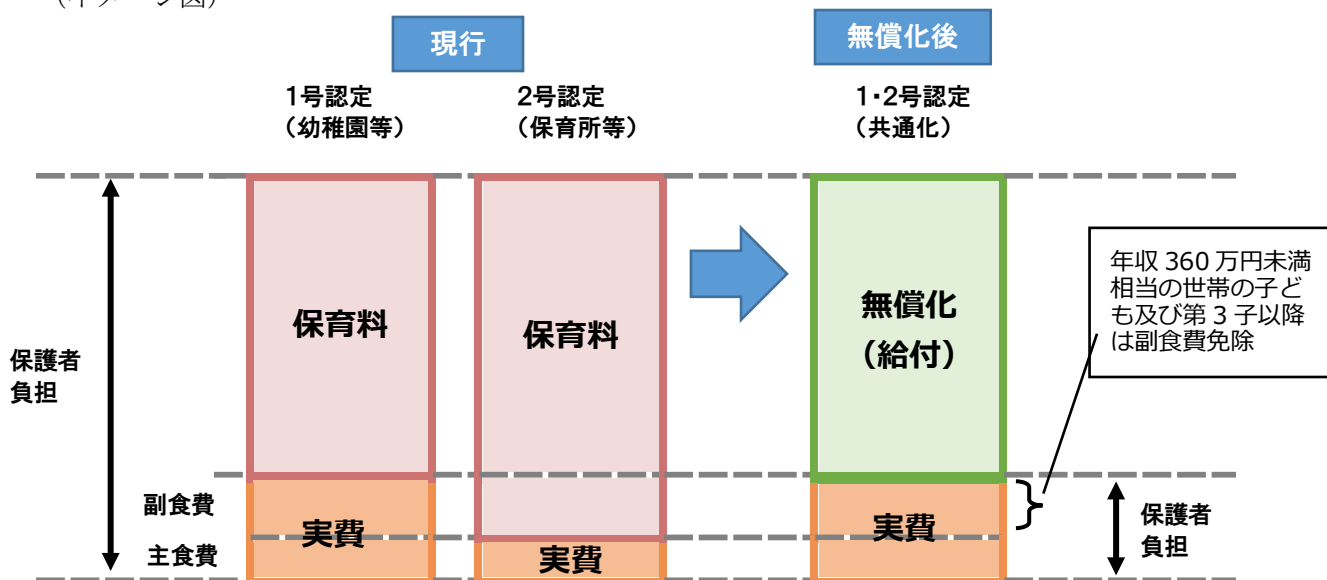 現行
無償化後
1号認定
(幼稚園等)
2号認定
(保育所等)
1・2号認定
(共通化)
保育料
保育料
無償化
(給付)
年収 360 万円未満
相当の世帯の子ど
も及び第 3 子以降
は副食費免除
保護者
負担
副食費
主食費
実費
実費
実費
保護者
負担